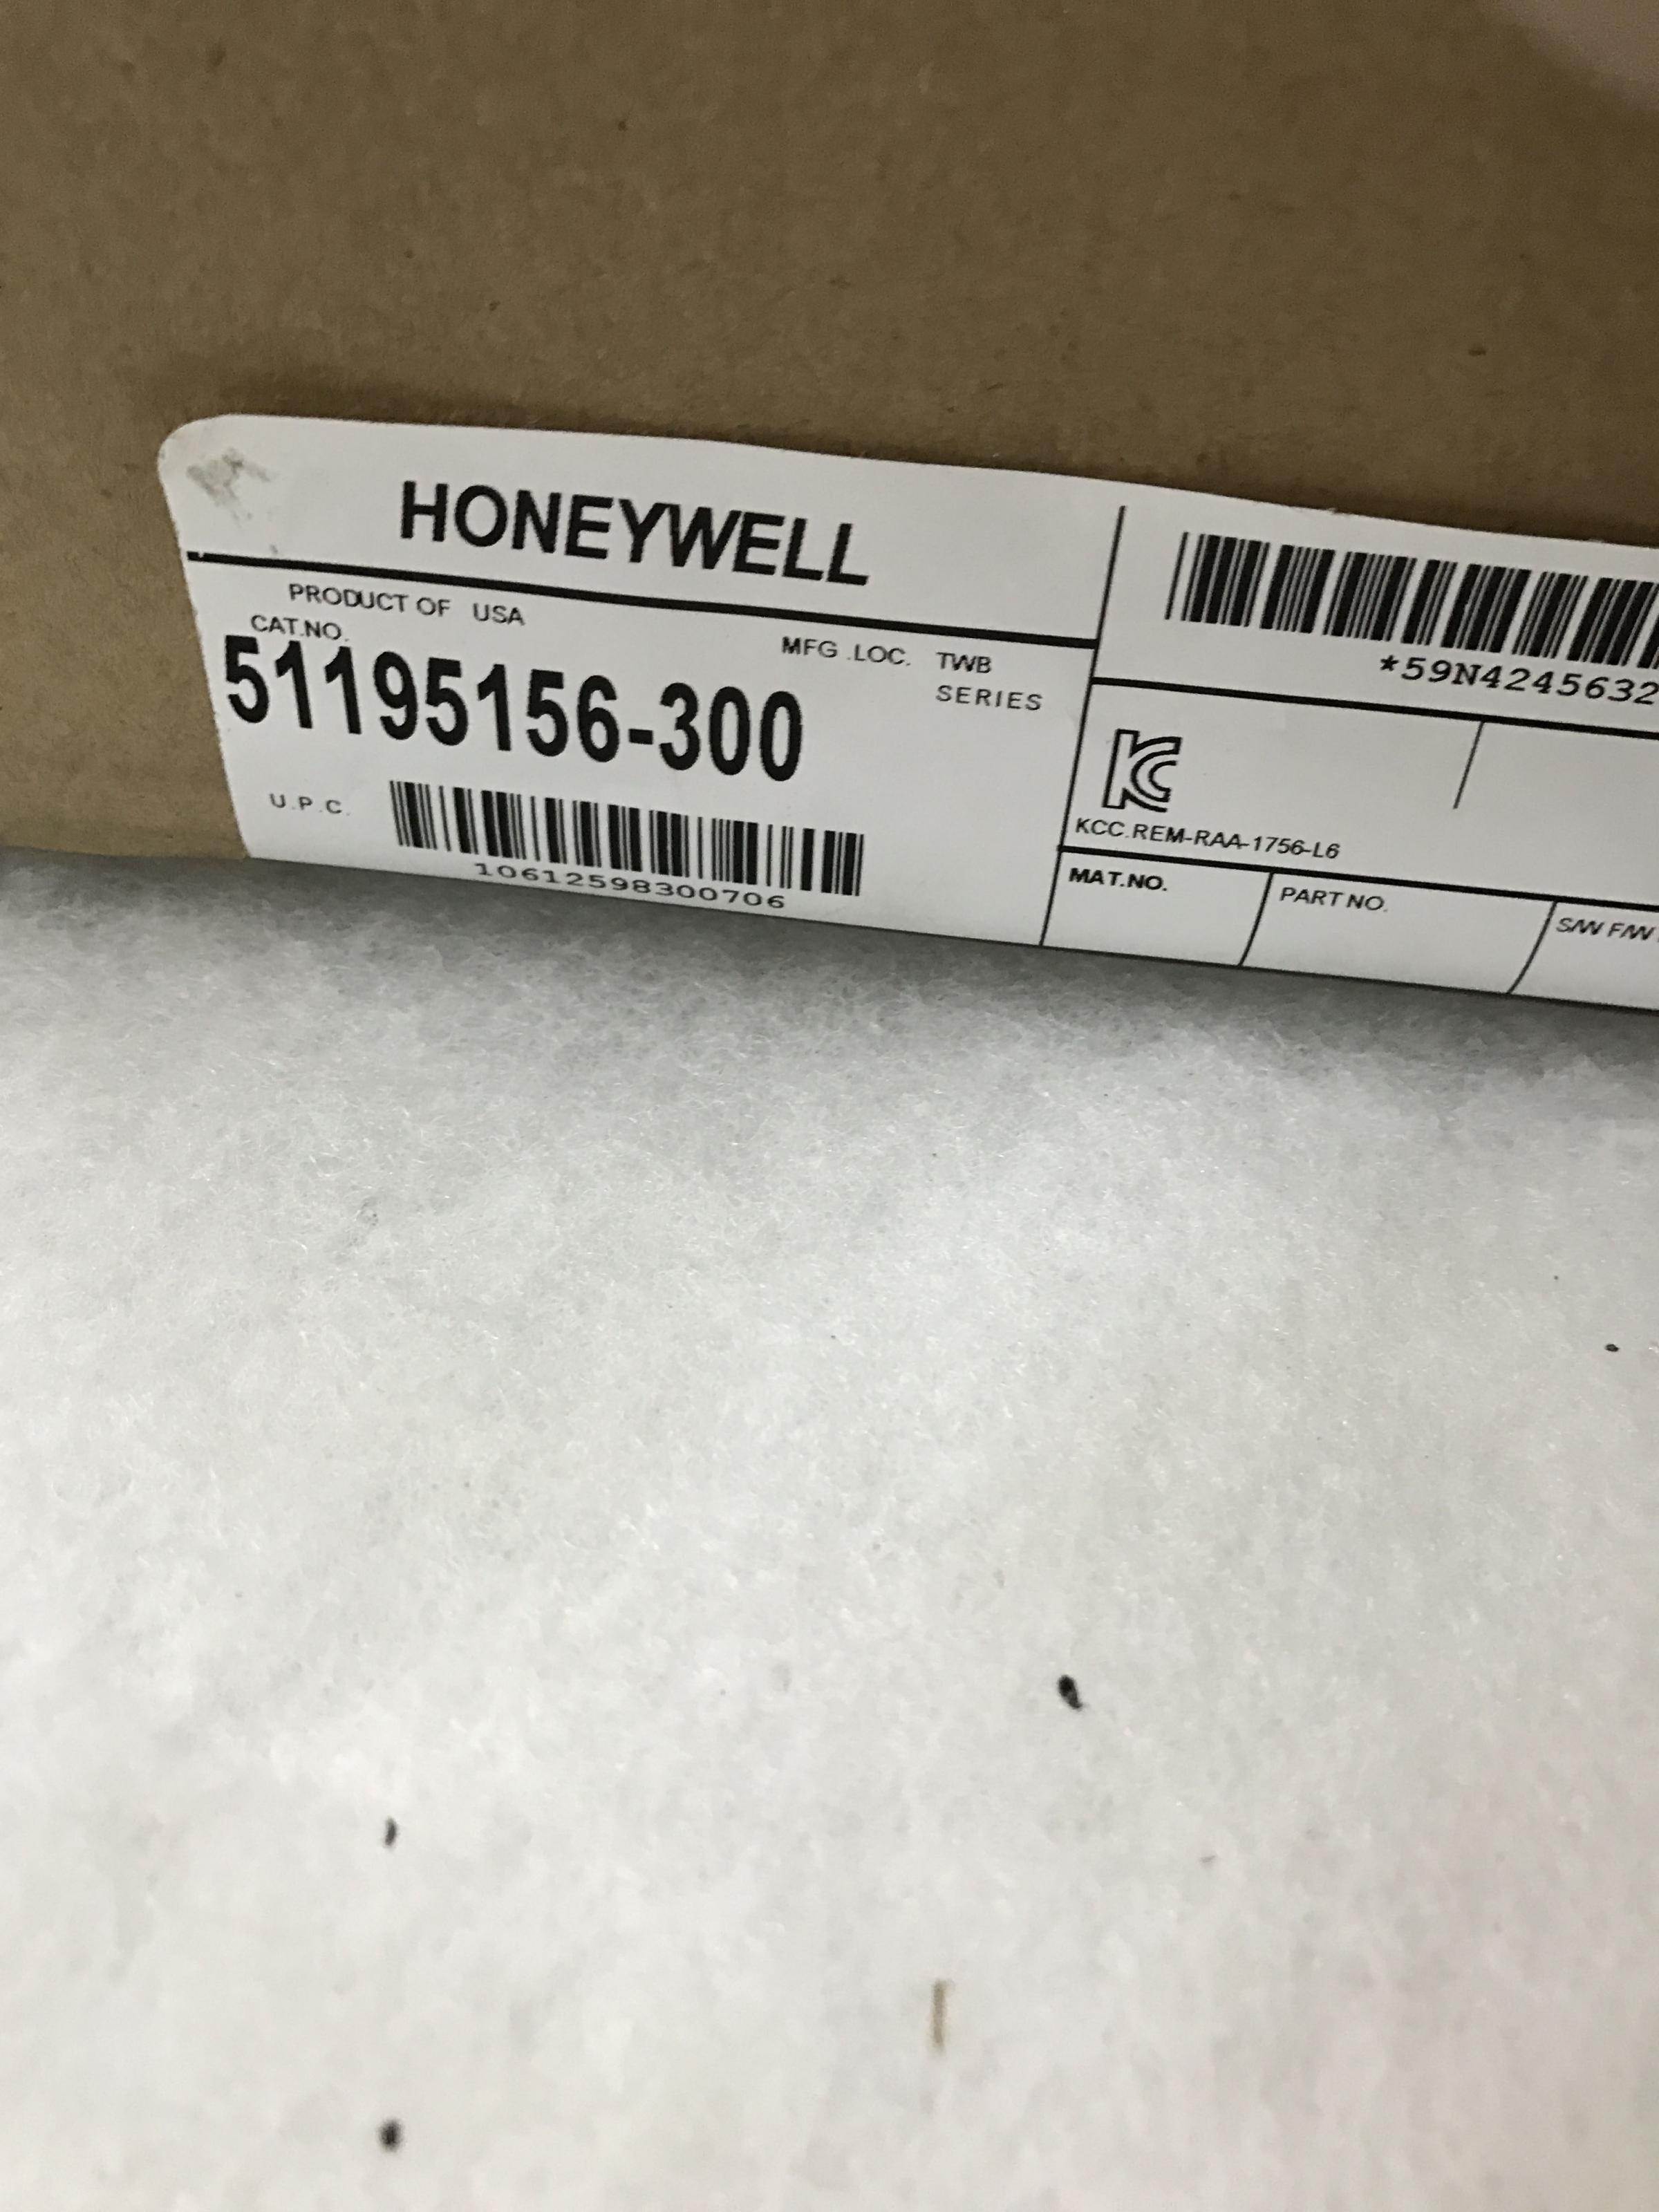 HONEYWELL
PRODUCT OF USA
CAT.NO.
MFG .LOC. TWB
51195156-300
SERIES
U.P.C.
10612598300706
*59N4245632
KC
KCC.REM-RAA-1756-L6
MAT.NO.
PART NO.
S/W F/W